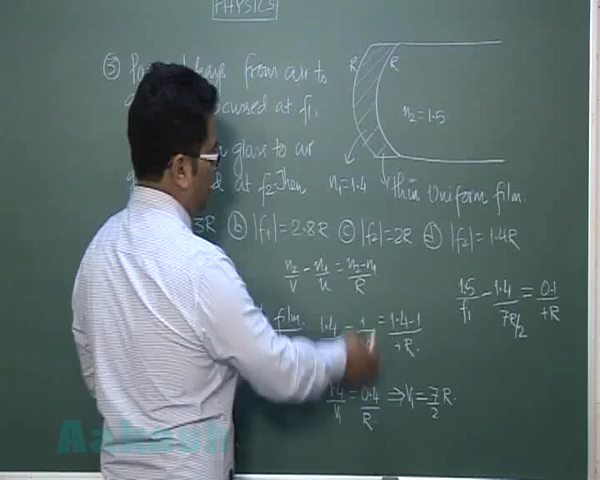 PHYSICS
③ rays from air to
focused at f₁.
glass to air
at f₂. Then
3R (b) |f₁| = 2.8R (c) |f₂| = 2R (d) |f₂| = 1.4R
R R
n₂ = 1.5
n₁ = 1.4
thin uniform film.
n₂/v - n₁/u = n₂-n₁/R
film.
1.4 - 1 = 1.4-1/+R.
1.4/v₁ = 0.4/R ⇒ v₁ = 7/2 R.
1.5/f₁ - 1.4/7R/2 = 0.1/+R
Aakash